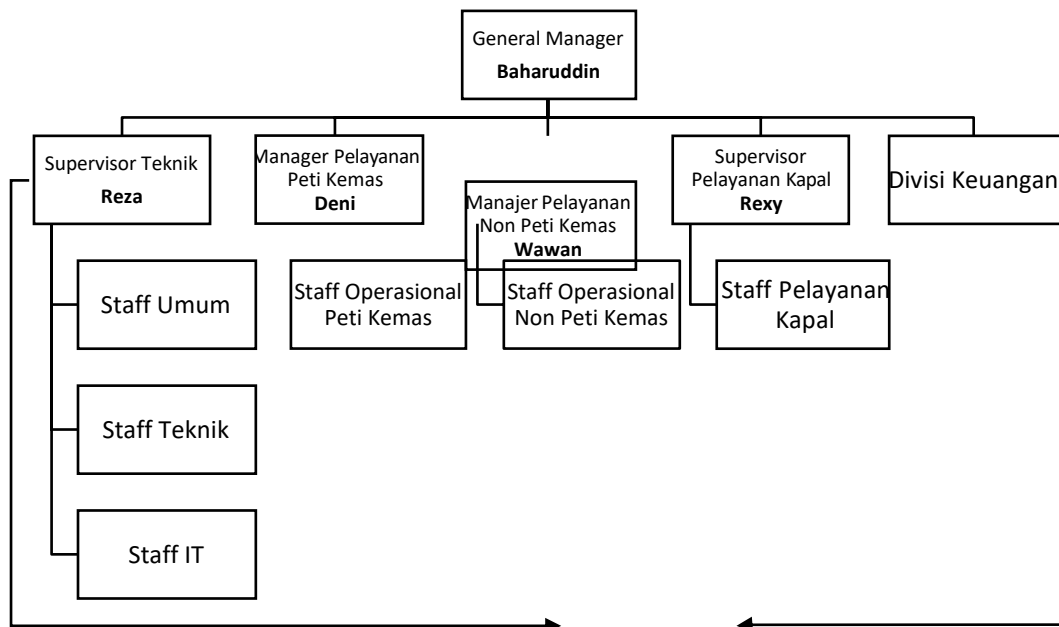 General Manager
Baharuddin
Supervisor Teknik
Reza
Manager Pelayanan
Peti Kemas
Deni
Manajer Pelayanan
Non Peti Kemas
Wawan
Supervisor
Pelayanan Kapal
Rexy
Divisi Keuangan
Staff Umum
Staff Operasional
Peti Kemas
Staff Operasional
Non Peti Kemas
Staff Pelayanan
Kapal
Staff Teknik
Staff IT